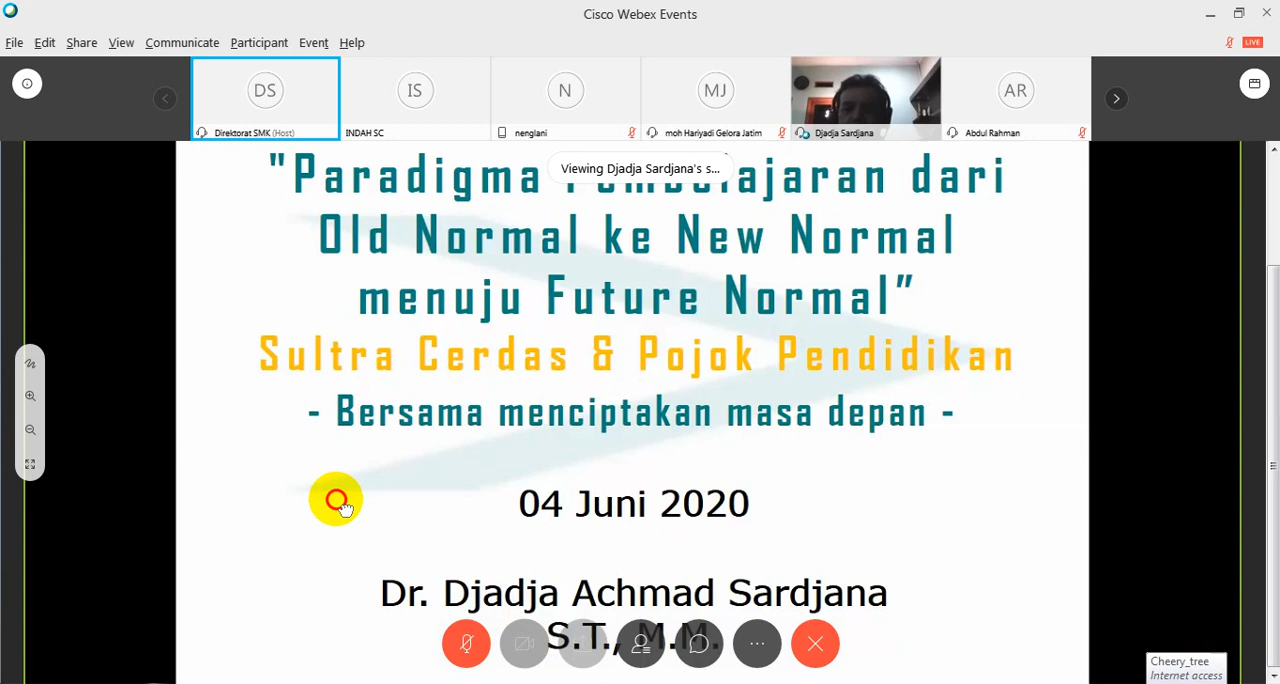 Cisco Webex Events
File Edit Share View Communicate Participant Event Help
LIVE
DS
IS
N
MJ
AR
Direktorat SMK (Host)
INDAH SC
nenglani
moh Hariyadi Gelora Jatim
Djadja Sardjana
Abdul Rahman
Viewing Djadja Sardjana's s...
"Paradigma Pembelajaran dari
Old Normal ke New Normal
menuju Future Normal”
Sultra Cerdas & Pojok Pendidikan
- Bersama menciptakan masa depan -
04 Juni 2020
Dr. Djadja Achmad Sardjana
S.T., M.M.
Cheery_tree
Internet access